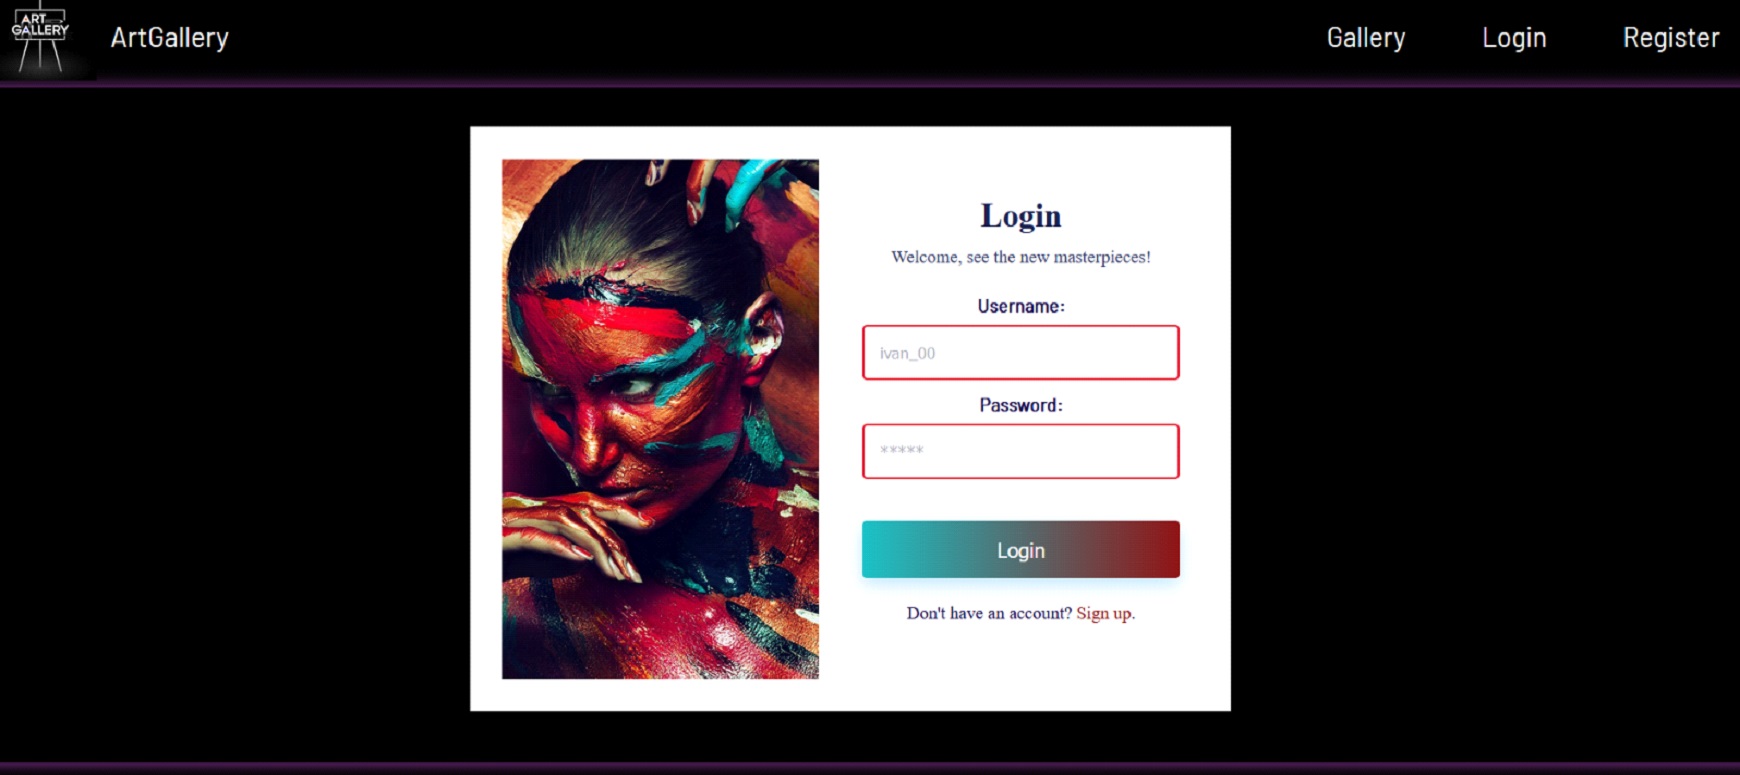 ART
GALLERY
ArtGallery
Gallery
Login
Register
Login
Welcome, see the new masterpieces!
Username:
ivan_00
Password:
*****
Login
Don't have an account? Sign up.